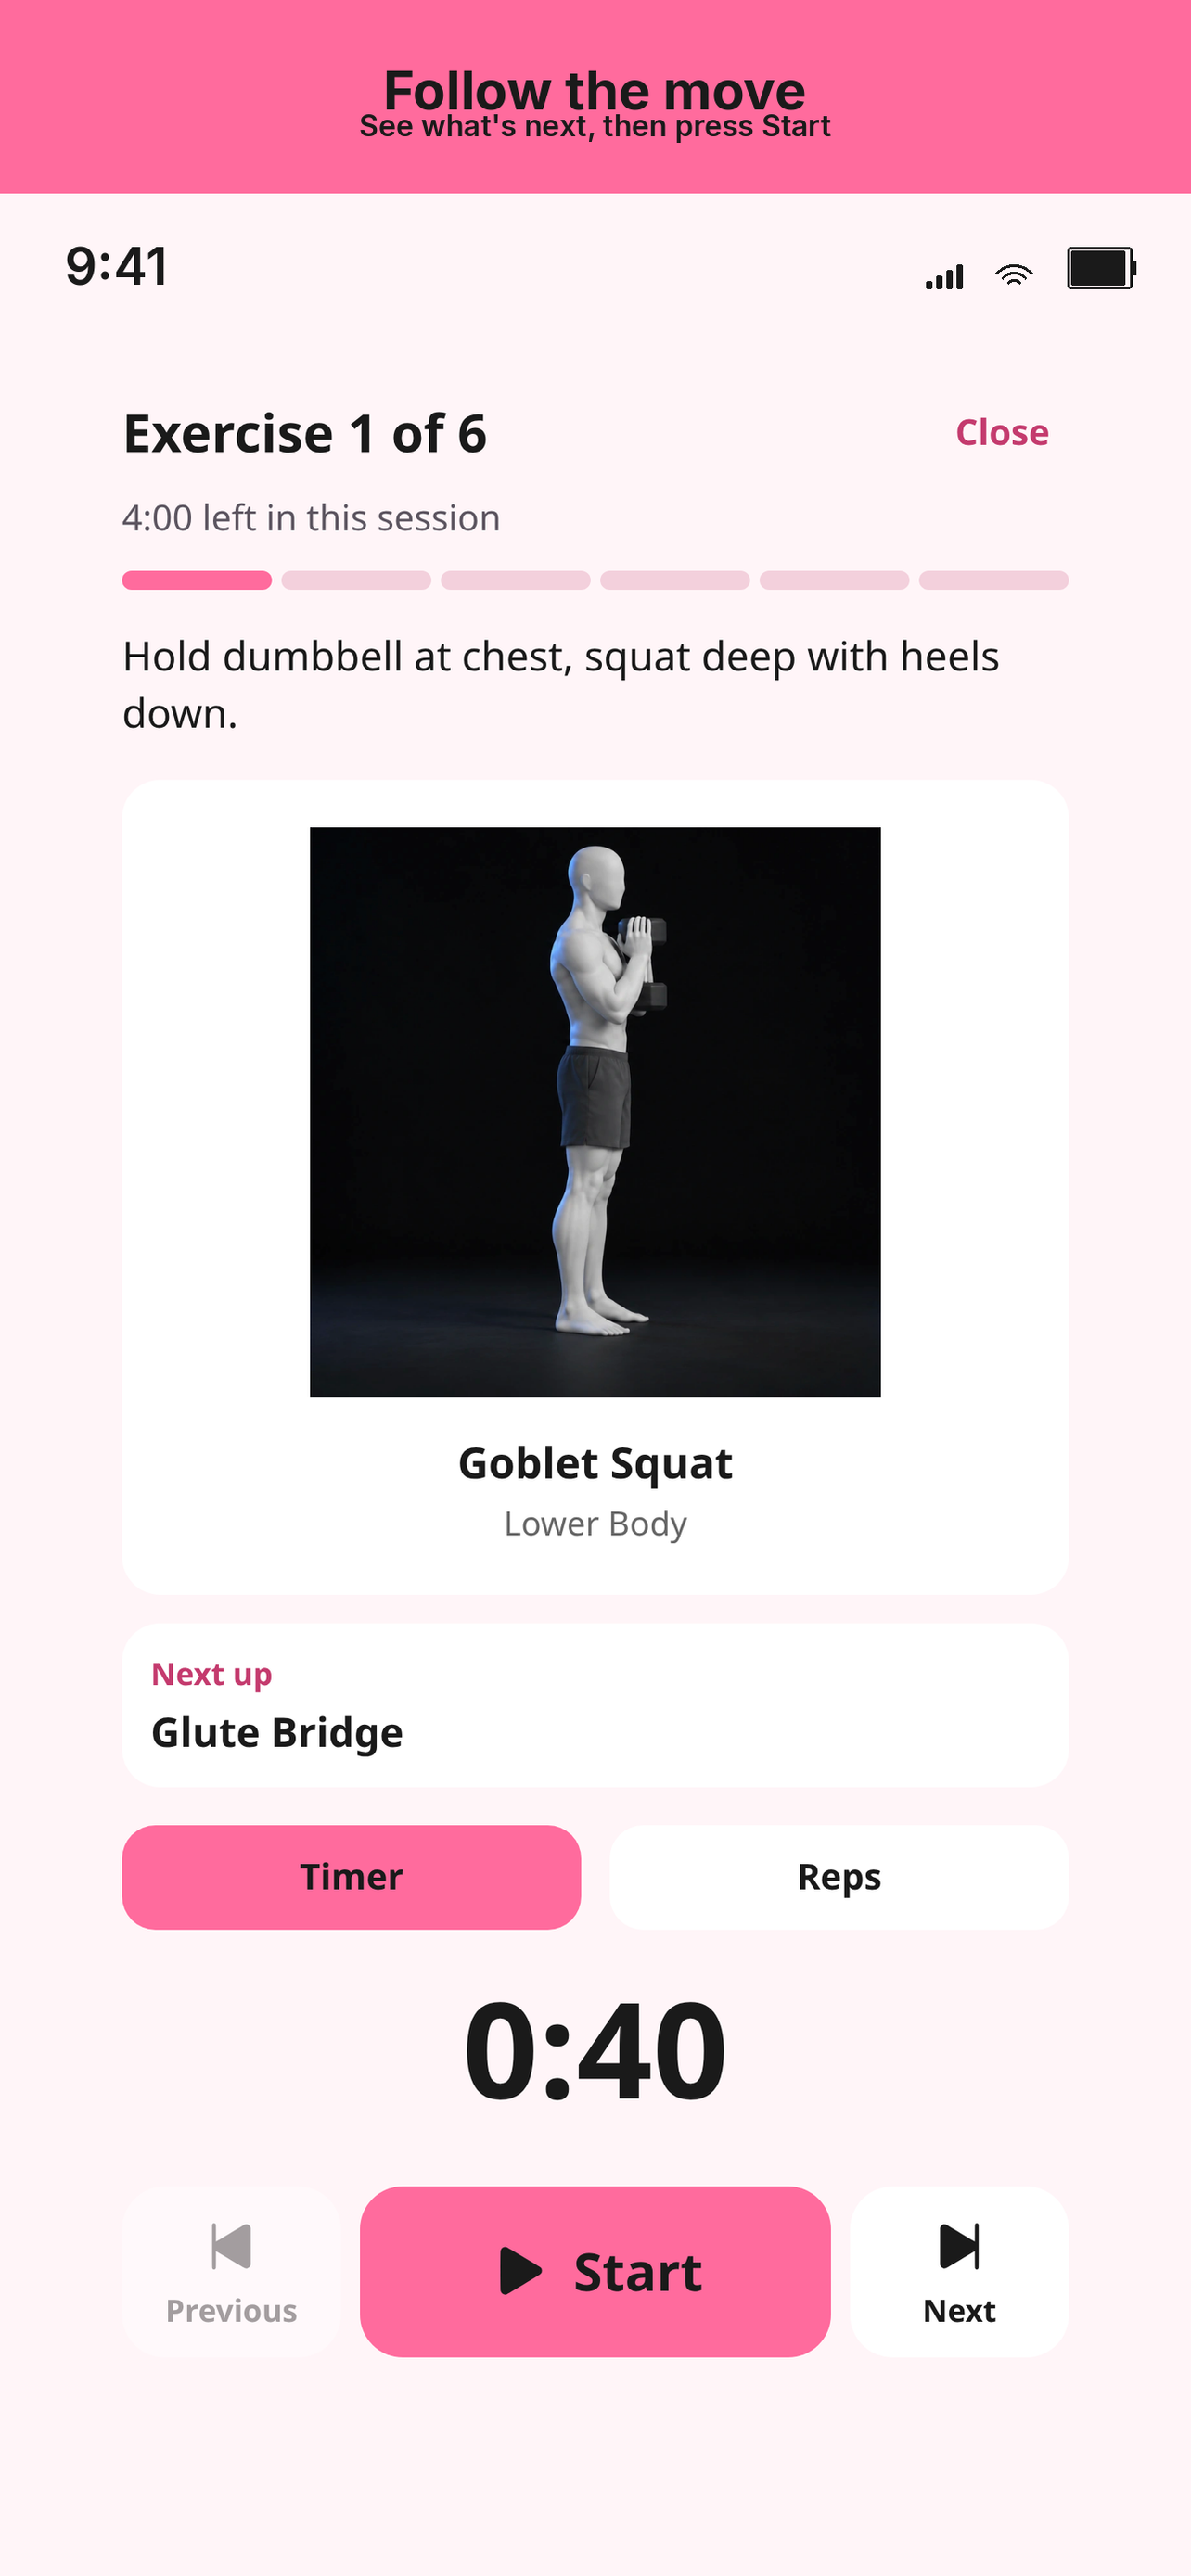 Follow the move
See what's next, then press Start
9:41
Exercise 1 of 6
Close
4:00 left in this session
Hold dumbbell at chest, squat deep with heels
down.
Goblet Squat
Lower Body
Next up
Glute Bridge
Timer
Reps
0:40
Previous
Start
Next